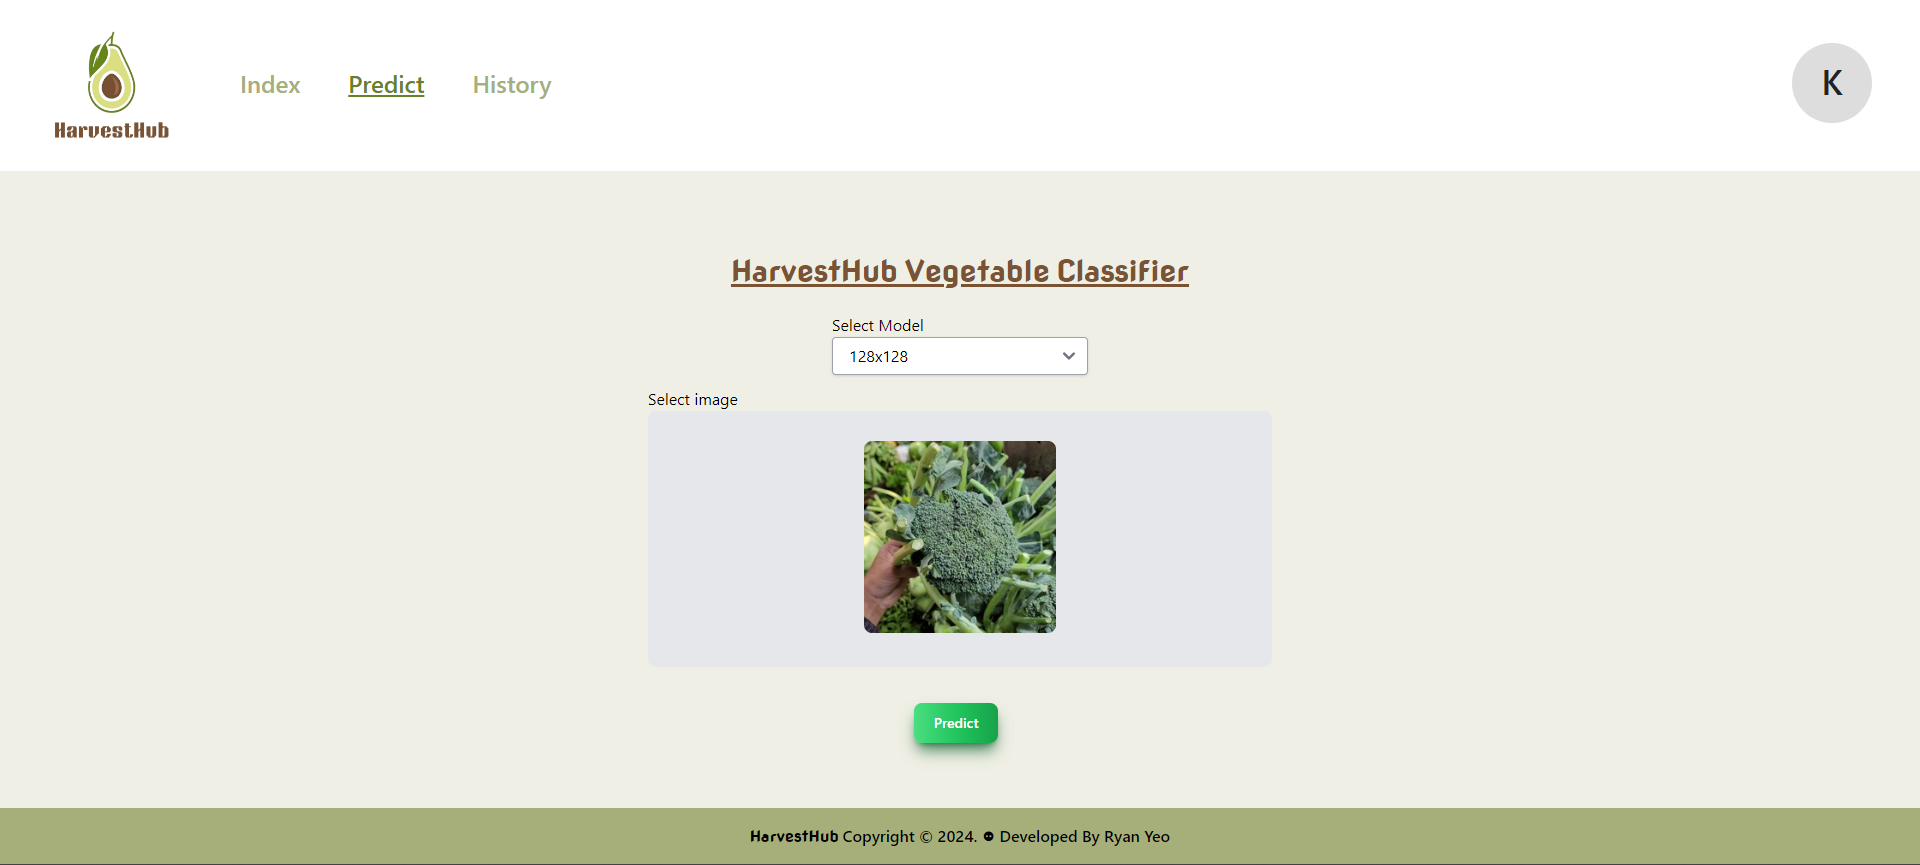 HarvestHub
Index
Predict
History
K
HarvestHub Vegetable Classifier
Select Model
128x128
Select image
Predict
HarvestHub Copyright © 2024. Developed By Ryan Yeo